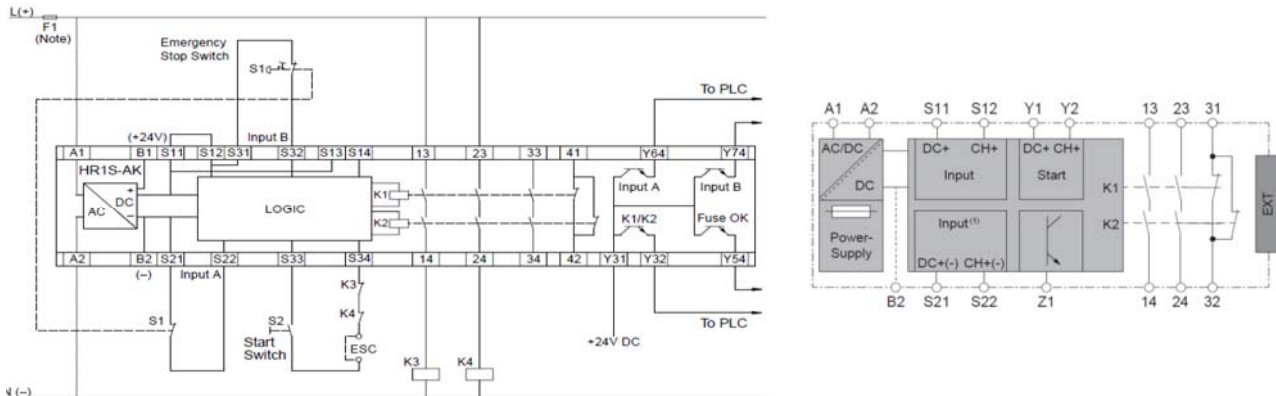 L(+)
F1
(Note)
Emergency
Stop Switch
S1
To PLC
(+24V)
Input B
A1 B1 S11 S12 S31 S32 S13 S14 13 23 33 41 Y64 Y74
HR1S-AK
+
DC
−
AC
LOGIC
K1
K2
Input A
Input B
K1/K2
Fuse OK
A2 B2 S21 S22 S33 S34 14 24 34 42 Y31 Y32 Y54
(–)
Input A
K3
K4
S1
S2
Start
Switch
ESC
To PLC
+24V DC
K3
K4
(–)
A1 A2 S11 S12 Y1 Y2 13 23 31
AC/DC
DC
DC+ CH+
Input
DC+ CH+
Start
K1
K2
Power-
Supply
Input(1)
DC+(-) CH+(-)
EXT
B2 S21 S22 Z1 14 24 32